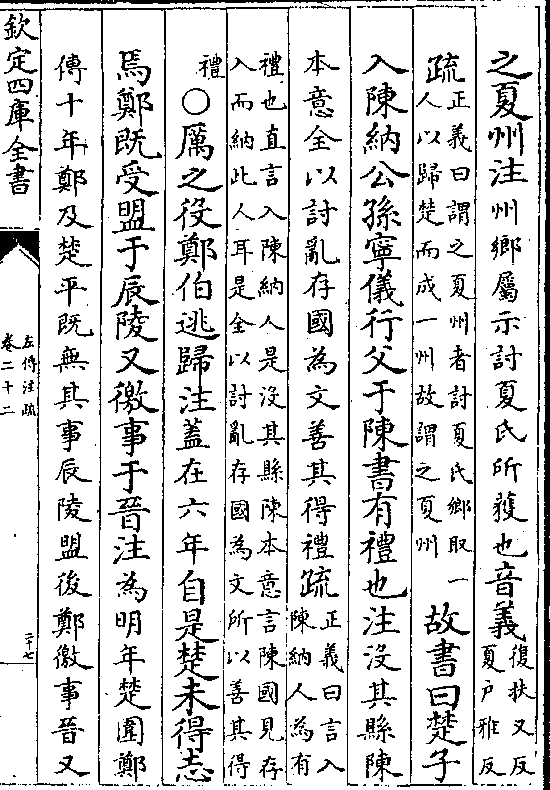 之夏州注州鄉屬示討夏氏所獲也音義復扶又反
夏户雅反
疏正義曰謂之夏州者討夏氏鄉取一
人以歸楚而成一州故謂之夏州
故書曰楚子
入陳納公孫寧儀行父于陳書有禮也注没其縣陳
本意全以討亂存國為文善其得禮疏正義曰言入
陳納人為有
禮也直言入陳納人是没其縣陳本意言陳國見存
入而納此人耳是全以討亂存國為文所以善其得
禮
○厲之役鄭伯逃歸注蓋在六年自是楚未得志
焉鄭既受盟于辰陵又徼事于晉注為明年楚圍鄭
傳十年鄭及楚平既無其事辰陵盟後鄭徼事晉又
欽定四庫全書
左傳注疏
卷二十二
二十七